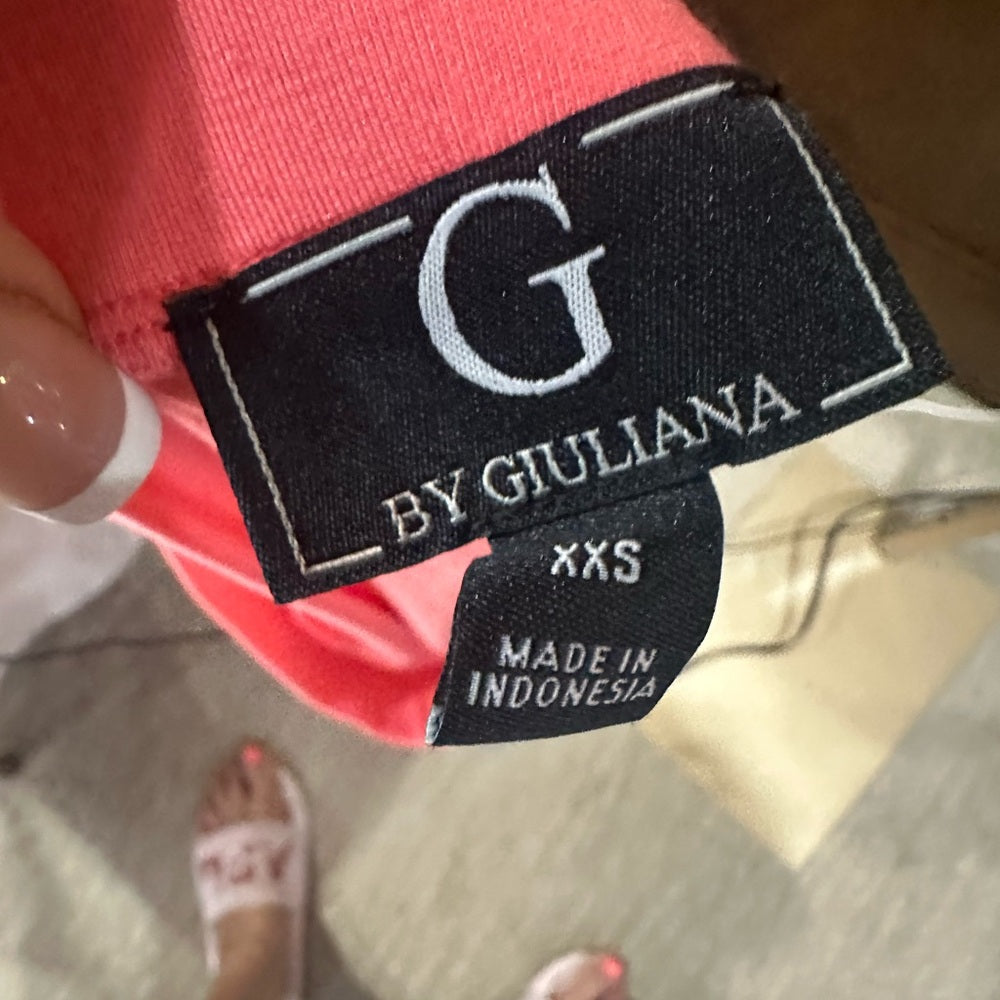 G
BY GIULIANA
XXS
MADE IN
INDONESIA